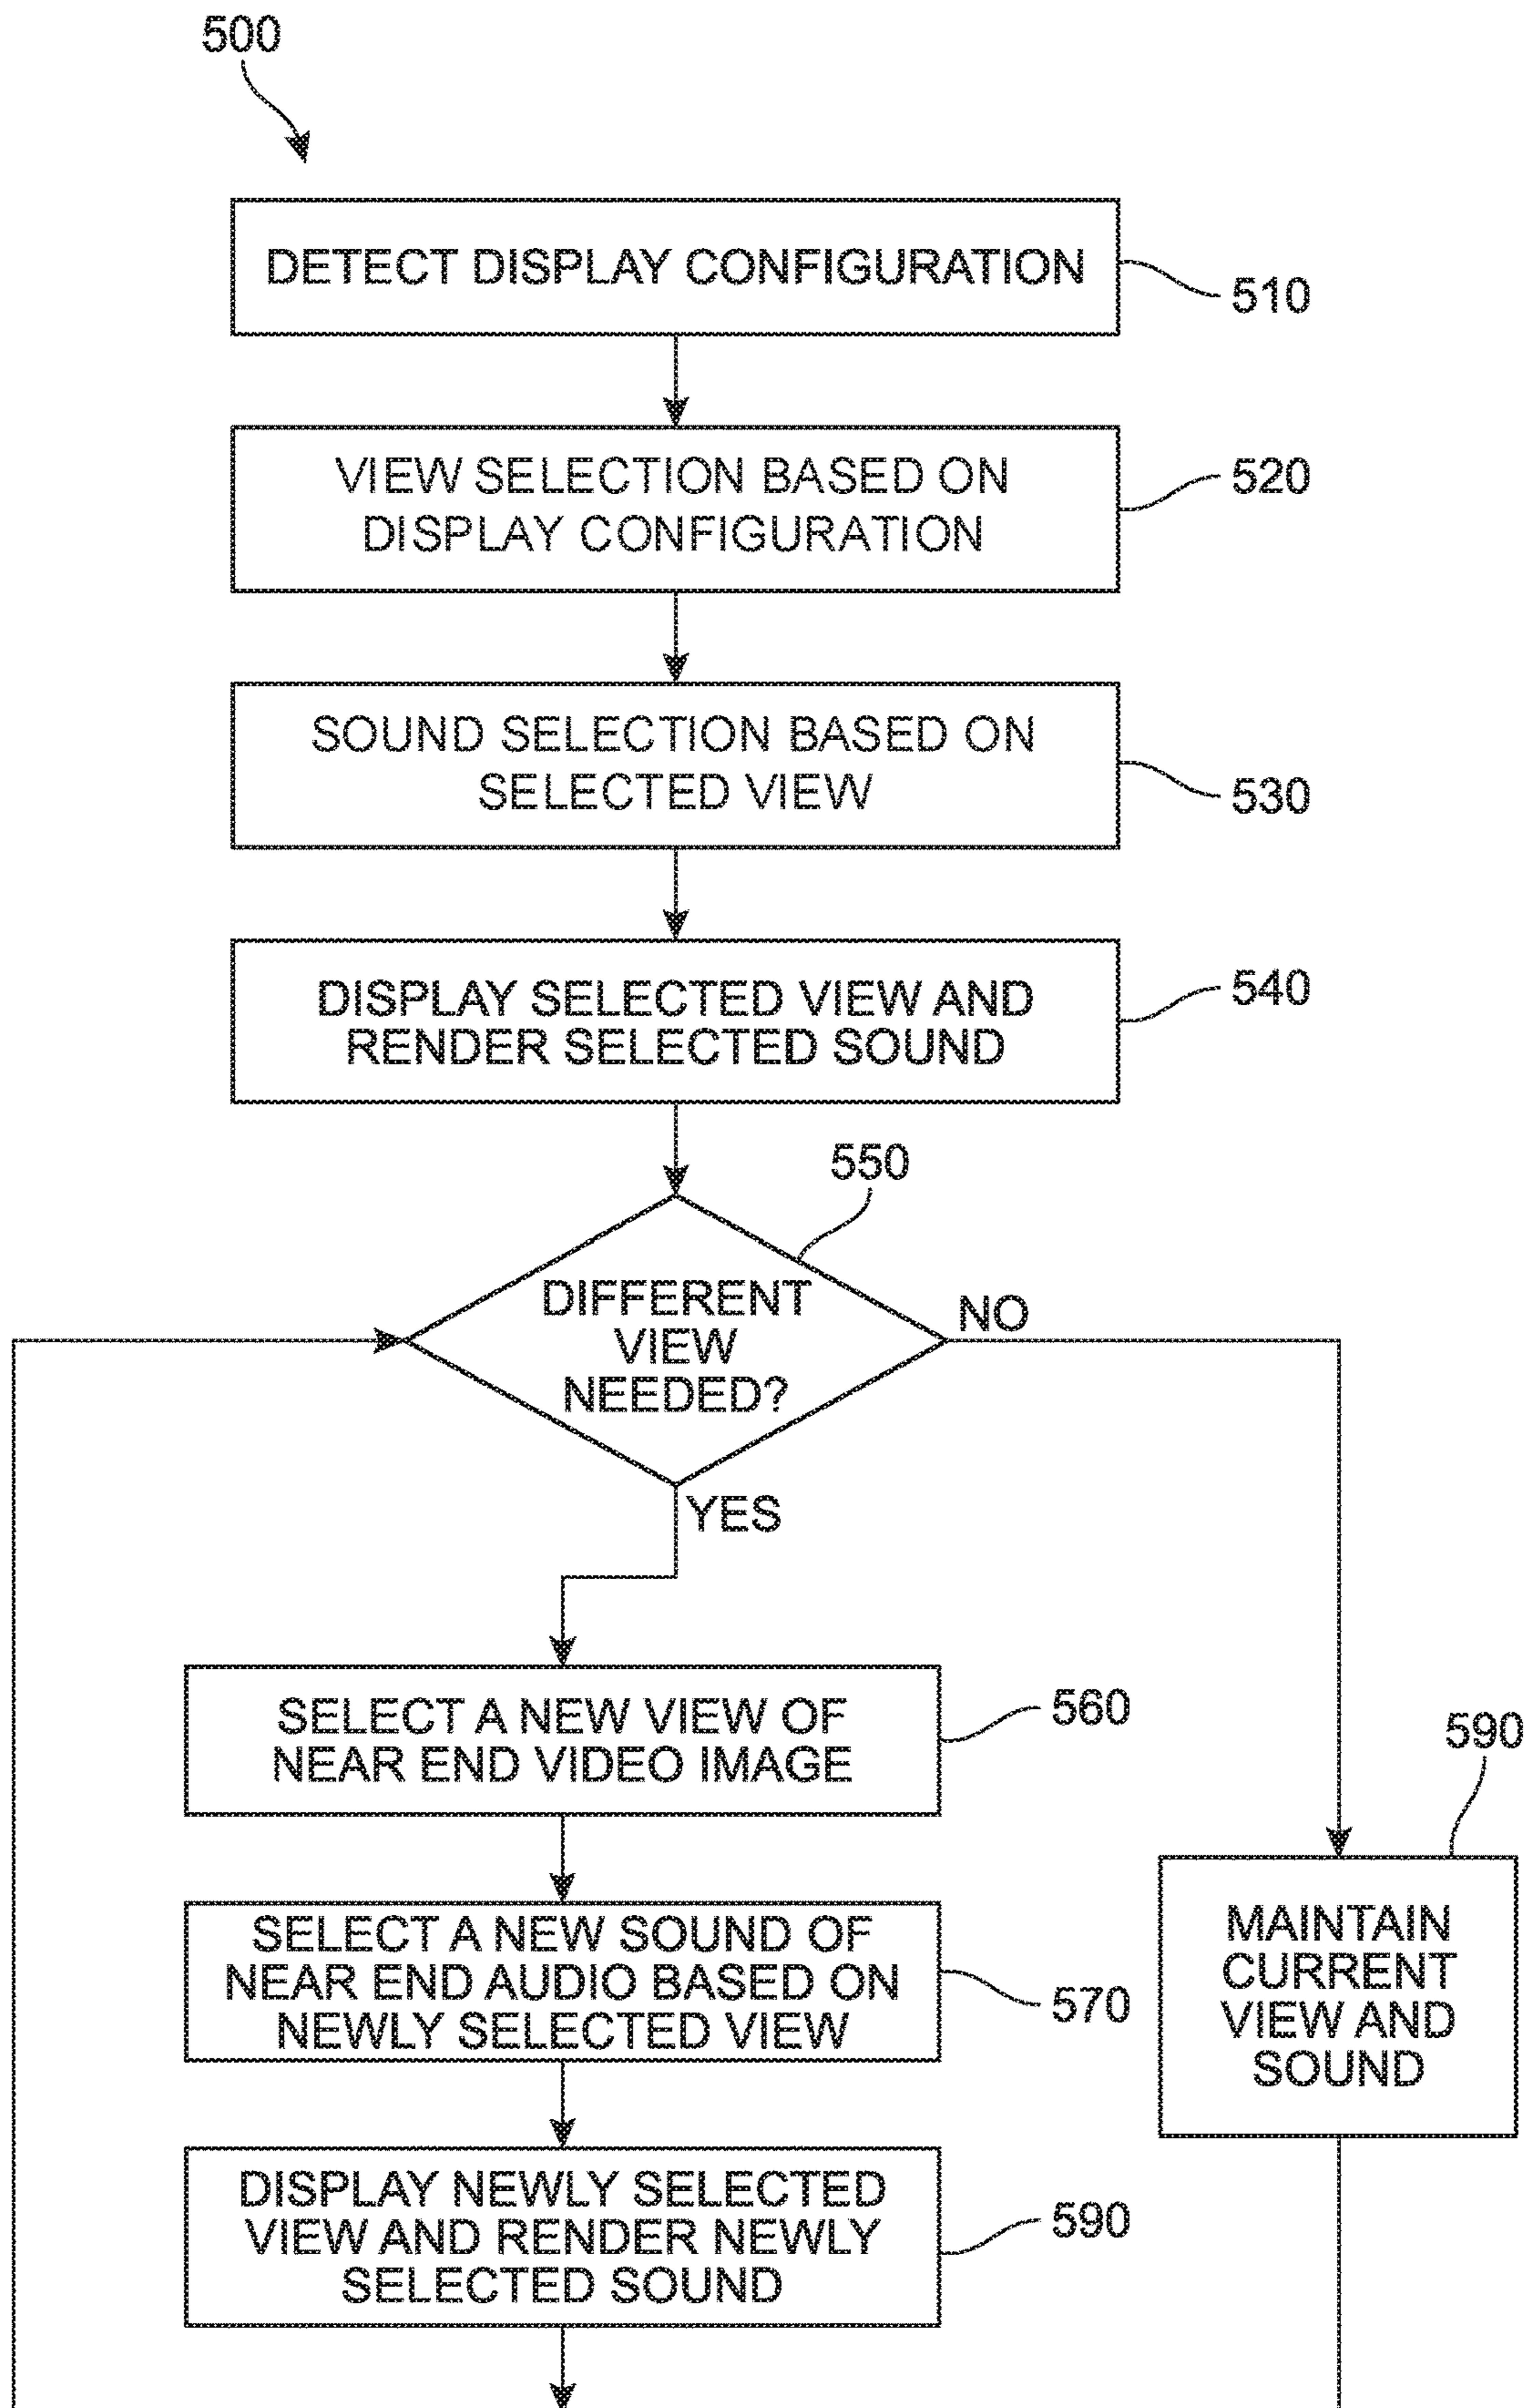 500
DETECT DISPLAY CONFIGURATION
510
VIEW SELECTION BASED ON
DISPLAY CONFIGURATION
520
SOUND SELECTION BASED ON
SELECTED VIEW
530
DISPLAY SELECTED VIEW AND
RENDER SELECTED SOUND
540
550
DIFFERENT
VIEW
NEEDED?
NO
YES
SELECT A NEW VIEW OF
NEAR END VIDEO IMAGE
560
590
SELECT A NEW SOUND OF
NEAR END AUDIO BASED ON
NEWLY SELECTED VIEW
570
MAINTAIN
CURRENT
VIEW AND
SOUND
DISPLAY NEWLY SELECTED
VIEW AND RENDER NEWLY
SELECTED SOUND
590